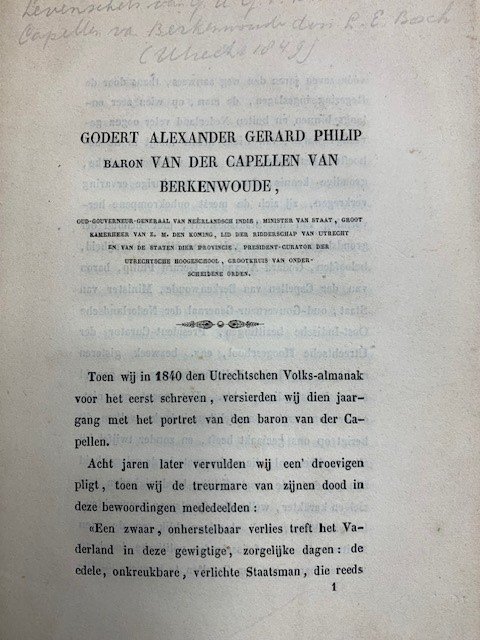 Levenschets van G. A. G. P.
Capellen van Berkenwoude door L. E. Bosch
(Utrecht 1849)
GODERT ALEXANDER GERARD PHILIP
BARON VAN DER CAPELLEN VAN
BERKENWOUDE,
OUD-GOUVERNEUR-GENERAAL VAN NEÊRLANDSCH INDIE, MINISTER VAN STAAT, GROOT
KAMERHEER VAN Z. M. DEN KONING, LID DER RIDDERSCHAP VAN UTRECHT
EN VAN DE STATEN DIER PROVINCIE, PRESIDENT-CURATOR DER
UTRECHTSCHE HOOGESCHOOL, GROOTKRUIS VAN ONDER-
SCHEIDENE ORDEN.
Toen wij in 1840 den Utrechtschen Volks-almanak
voor het eerst schreven, versierden wij dien jaar-
gang met het portret van den baron van der Ca-
pellen.
Acht jaren later vervulden wij een' droevigen
pligt, toen wij de treurmare van zijnen dood in
deze bewoordingen mededeelden:
«Een zwaar, onherstelbar verlies treft het Va-
derland in deze gewigtige, zorgelijke dagen: de
edele, onkreukbare, verlichte Staatsman, die reeds
1